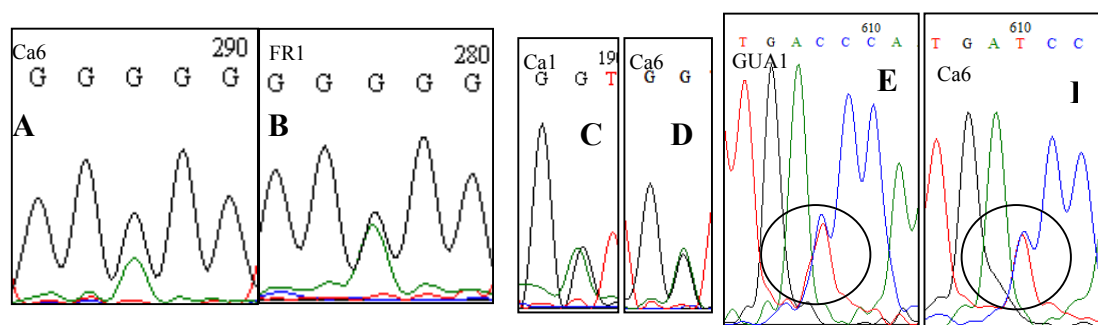 Ca6 290
G G G G G
A
FR1 280
G G G G G
B
Ca1 19
G G T
C
Ca6
G G
D
610
T G A C C C A
GUA1
E
610
T G A T C C
Ca6